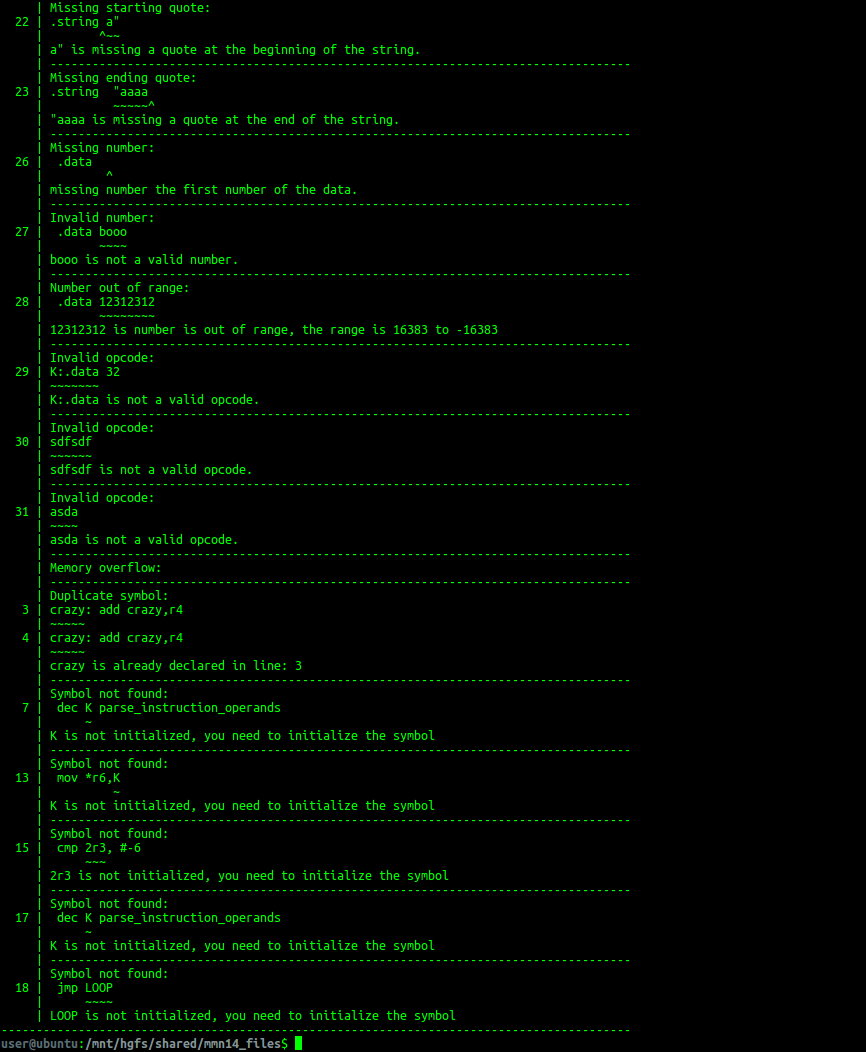 | Missing starting quote:
22 | .string a"
   |        ^~~
   | a" is missing a quote at the beginning of the string.
   | -----------------------------------------------------------------------------------
   | Missing ending quote:
23 | .string  "aaaa
   |          ~~~~~^
   | "aaaa is missing a quote at the end of the string.
   | -----------------------------------------------------------------------------------
   | Missing number:
26 |  .data
   |         ^
   | missing number the first number of the data.
   | -----------------------------------------------------------------------------------
   | Invalid number:
27 |  .data booo
   |        ~~~~
   | booo is not a valid number.
   | -----------------------------------------------------------------------------------
   | Number out of range:
28 |  .data 12312312
   |        ~~~~~~~~
   | 12312312 is number is out of range, the range is 16383 to -16383
   | -----------------------------------------------------------------------------------
   | Invalid opcode:
29 | K:.data 32
   | ~~~~~~~
   | K:.data is not a valid opcode.
   | -----------------------------------------------------------------------------------
   | Invalid opcode:
30 | sdfsdf
   | ~~~~~~
   | sdfsdf is not a valid opcode.
   | -----------------------------------------------------------------------------------
   | Invalid opcode:
31 | asda
   | ~~~~
   | asda is not a valid opcode.
   | -----------------------------------------------------------------------------------
   | Memory overflow:
   | -----------------------------------------------------------------------------------
   | Duplicate symbol:
 3 | crazy: add crazy,r4
   | ~~~~~
 4 | crazy: add crazy,r4
   | ~~~~~
   | crazy is already declared in line: 3
   | -----------------------------------------------------------------------------------
   | Symbol not found:
 7 |  dec K parse_instruction_operands
   |      ~
   | K is not initialized, you need to initialize the symbol
   | -----------------------------------------------------------------------------------
   | Symbol not found:
13 |  mov *r6,K
   |          ~
   | K is not initialized, you need to initialize the symbol
   | -----------------------------------------------------------------------------------
   | Symbol not found:
15 |  cmp 2r3, #-6
   |      ~~~
   | 2r3 is not initialized, you need to initialize the symbol
   | -----------------------------------------------------------------------------------
   | Symbol not found:
17 |  dec K parse_instruction_operands
   |      ~
   | K is not initialized, you need to initialize the symbol
   | -----------------------------------------------------------------------------------
   | Symbol not found:
18 |  jmp LOOP
   |      ~~~~
   | LOOP is not initialized, you need to initialize the symbol
------------------------------------------------------------------------------------------
user@ubuntu:/mnt/hgfs/shared/mmn14_files$